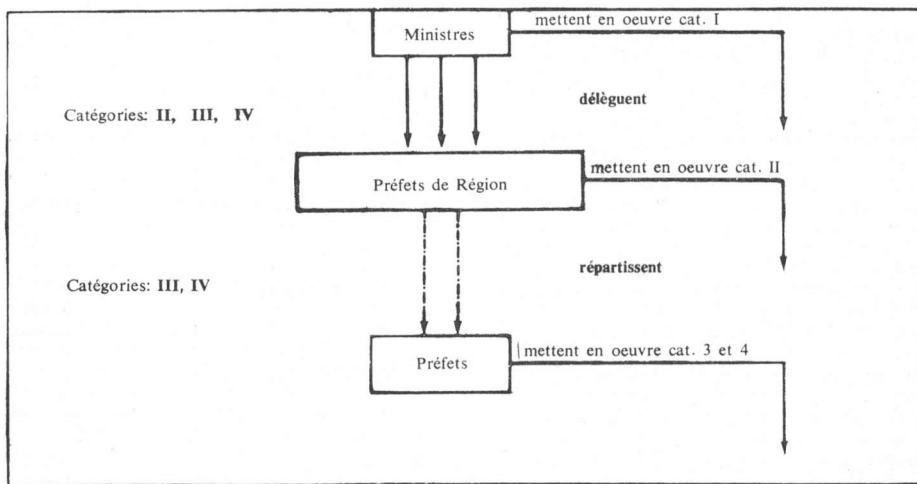 mettent en oeuvre cat. I
Ministres
délèguent
Catégories: II, III, IV
mettent en oeuvre cat. II
Préfets de Région
répartissent
Catégories: III, IV
mettent en oeuvre cat. 3 et 4
Préfets